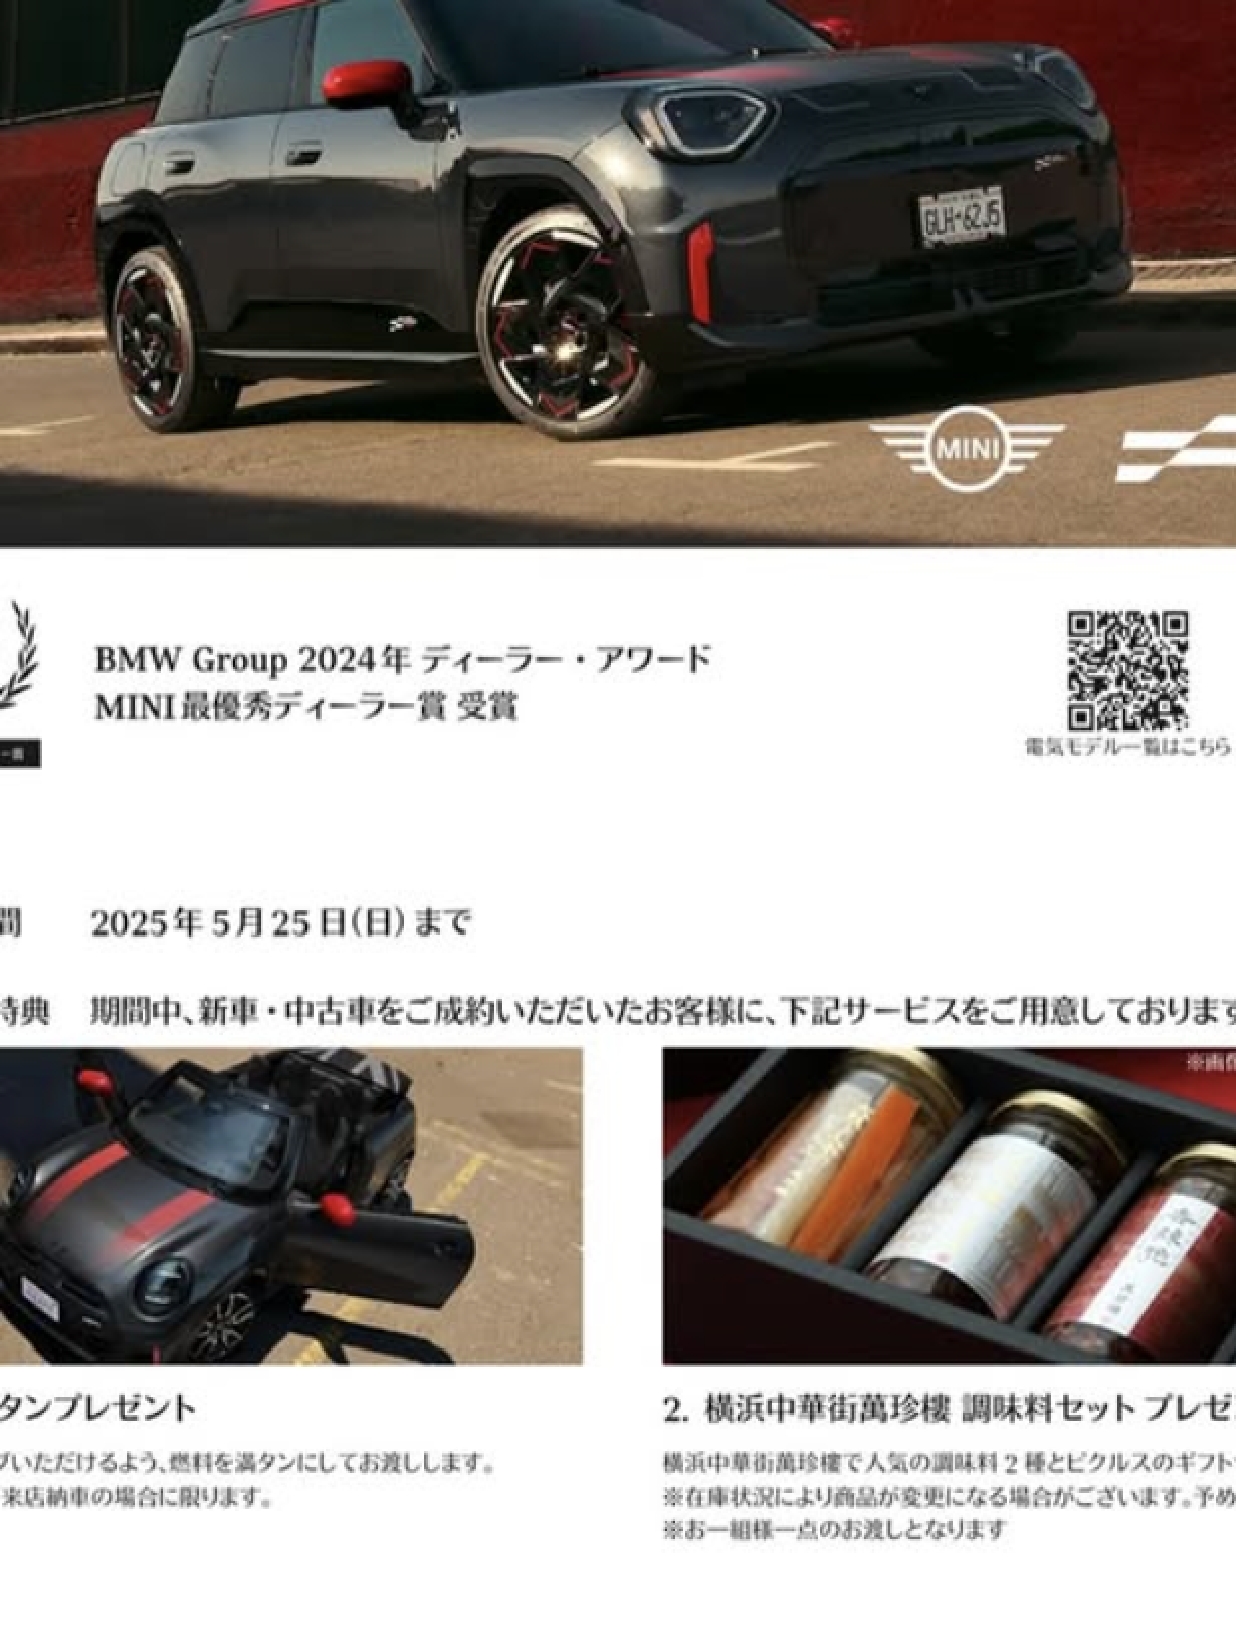 GLH-62J5
MINI
BMW Group 2024年 ディーラー・アワード
MINI最優秀ディーラー賞 受賞
電気モデル一覧はこちら
間 2025年5月25日(日)まで
特典 期間中、新車・中古車をご成約いただいたお客様に、下記サービスをご用意しております
※画像
タンプレゼント
ブいただけるよう、燃料を満タンにしてお渡しします。
来店納車の場合に限ります。
2. 横浜中華街萬珍樓 調味料セット プレゼ
横浜中華街萬珍樓で人気の調味料2種とピクルスのギフト
※在庫状況により商品が変更になる場合がございます。予め
※お一組様一点のお渡しとなります